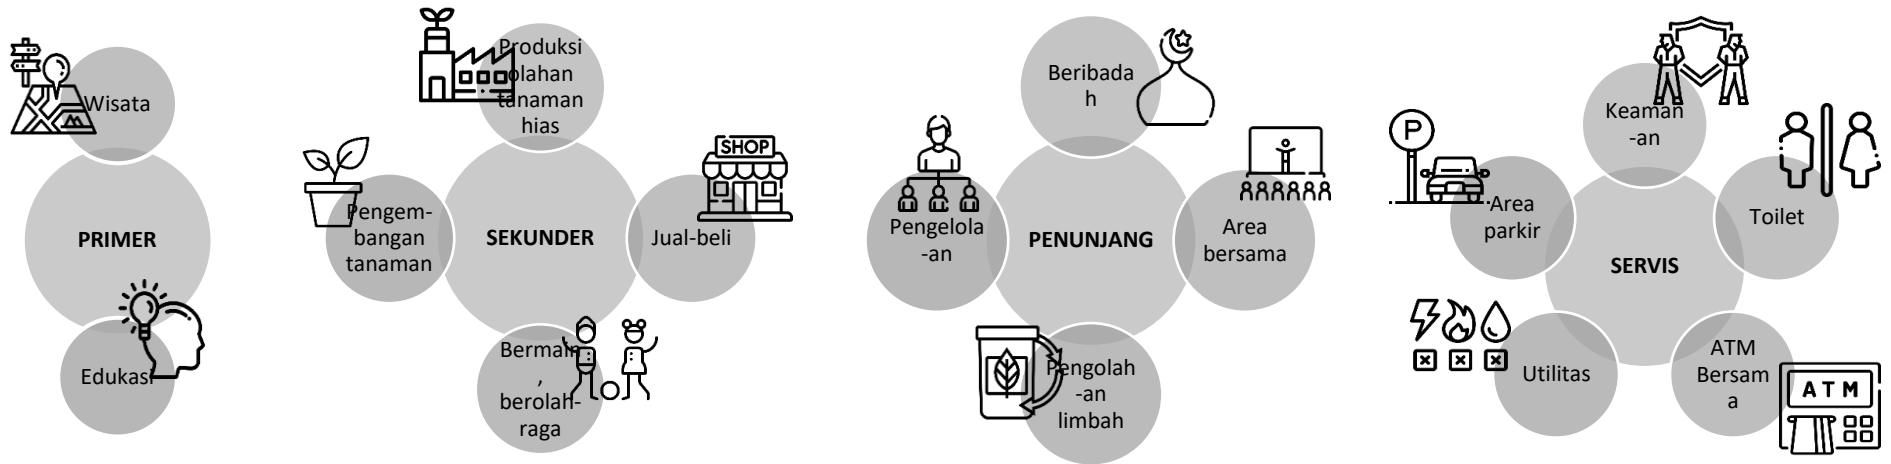 Wisata
PRIMER
Edukasi
Produksi
olahan
tanaman
hias
Pengem-
bangan
tanaman
SEKUNDER
SHOP
Jual-beli
Bermain
,
berolah-
raga
Beribada
h
Pengelola
-an
PENUNJANG
Area
bersama
Pengolah
-an
limbah
Keaman
-an
P
Area
parkir
Toilet
SERVIS
Utilitas
ATM
Bersam
a
ATM